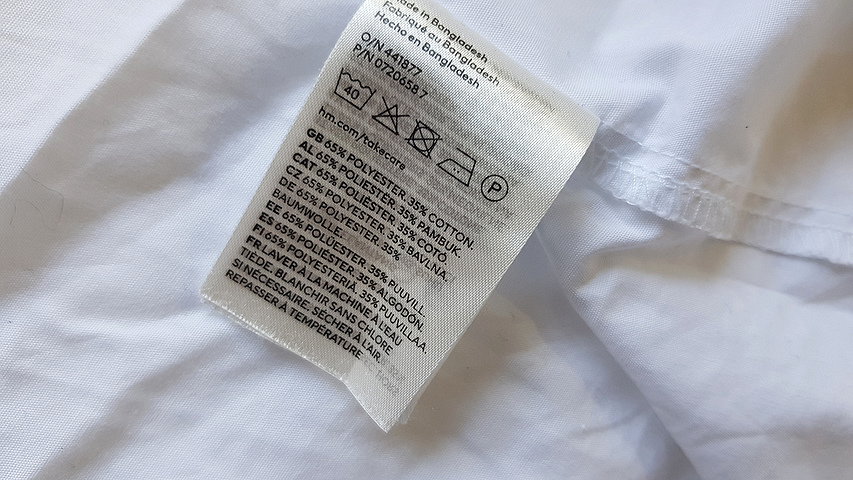 ade in Bangladesh
Fabriqué au Bangladesh
Hecho en Bangladesh
O/N 441877
P/N 0720658 7
40
P
hm.com/takecare
GB 65% POLYESTER. 35% COTTON.
AL 65% POLIESTER. 35% PAMBUK.
CAT 65% POLIÈSTER. 35% COTÓ
CZ 65% POLYESTER. 35% BAVLNA.
DE 65% POLYESTER. 35%
BAUMWOLLE
EE 65% POLÜESTER. 35% PUUVILL.
ES 65% POLIÉSTER. 35% ALGODÓN.
FI 65% POLYESTERIÄ. 35% PUUVILLAA.
FR LAVER À LA MACHINE À L'EAU
TIÈDE. BLANCHIR SANS CHLORE
SI NÉCESSAIRE. SÉCHER À L'AIR.
REPASSER À TEMPÉRATURE